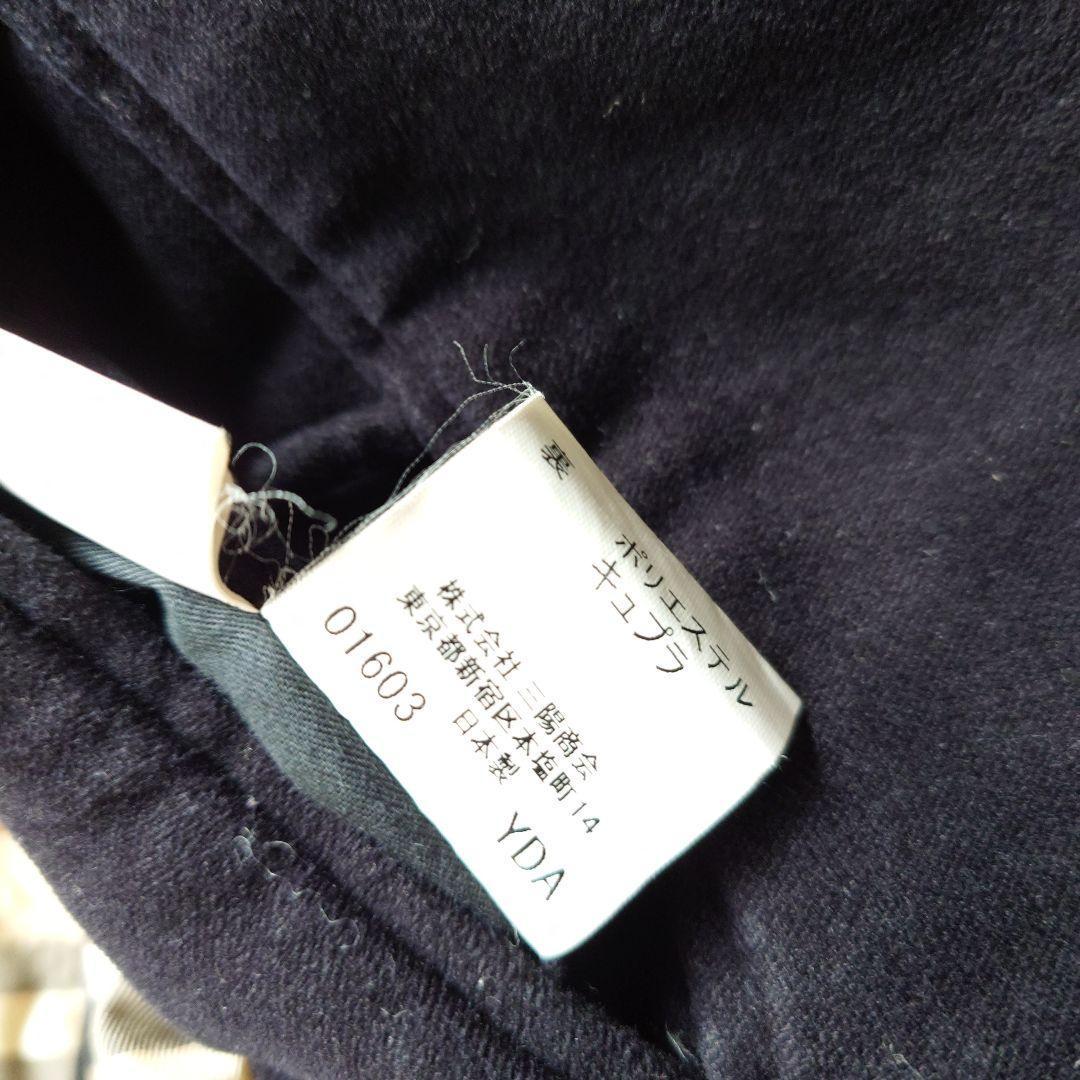 裏
ポリエステル
キュプラ
株式会社 三陽商会
東京都新宿区本塩町14
日本製
01603
YDA